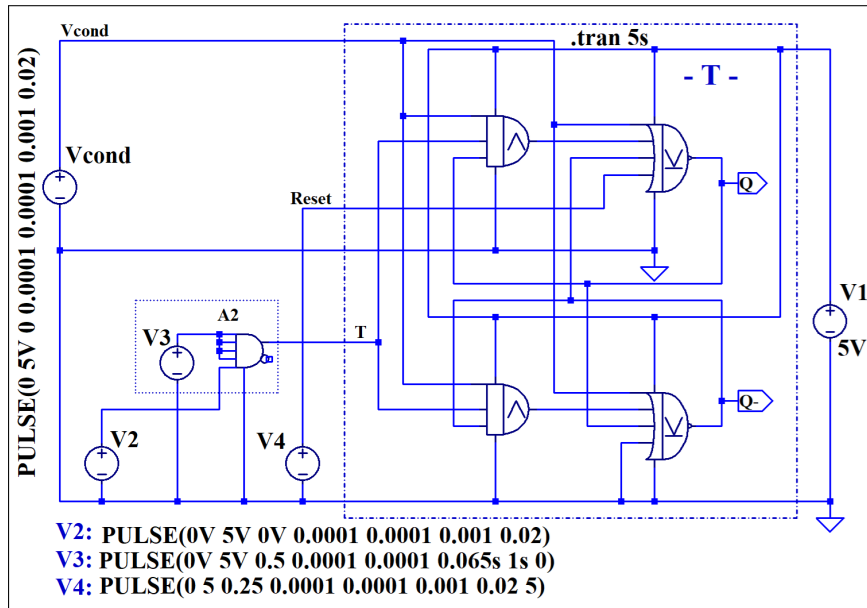 Vcond
.tran 5s
- T -
PULSE(0 5V 0 0.0001 0.0001 0.001 0.02)
Vcond
Q
Reset
V1
A2
V3
T
5V
Q-
V2
V4
V2: PULSE(0V 5V 0V 0.0001 0.0001 0.001 0.02)
V3: PULSE(0V 5V 0.5 0.0001 0.0001 0.065s 1s 0)
V4: PULSE(0 5 0.25 0.0001 0.0001 0.001 0.02 5)